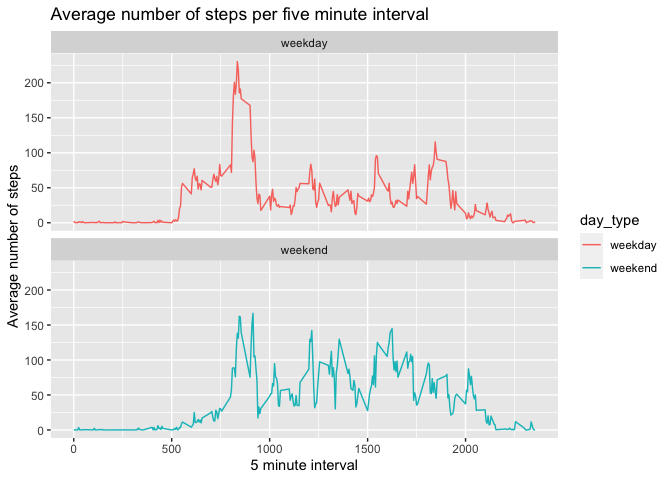 Average number of steps per five minute interval
weekday
200
150
100
50
0
weekend
200
150
100
50
0
Average number of steps
0 500 1000 1500 2000
5 minute interval
day_type
weekday
weekend